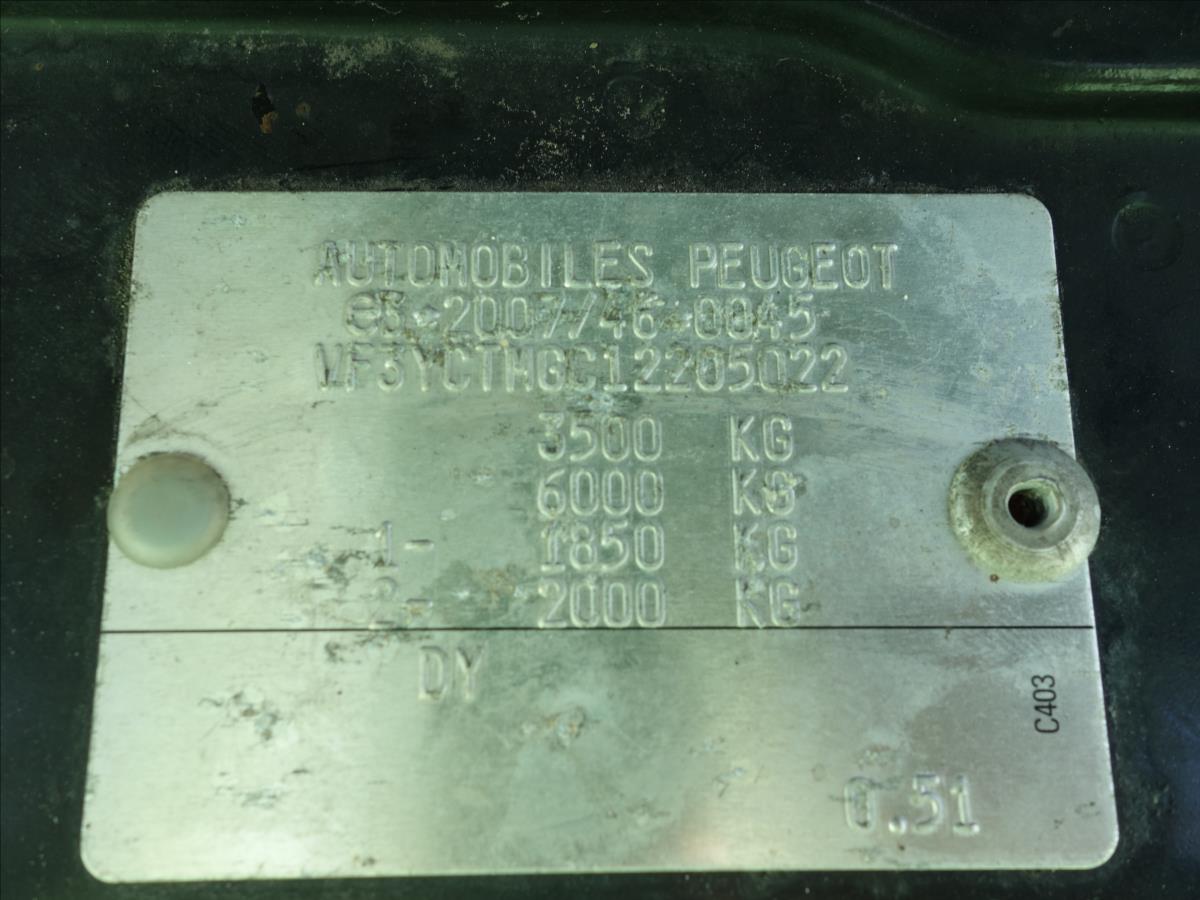 AUTOMOBILES PEUGEOT
e3*2007/46*0045
VF3YCTMGC12205022
3500 KG
6000 KG
1- 1850 KG
2- 2000 KG
DY
C403
0.51